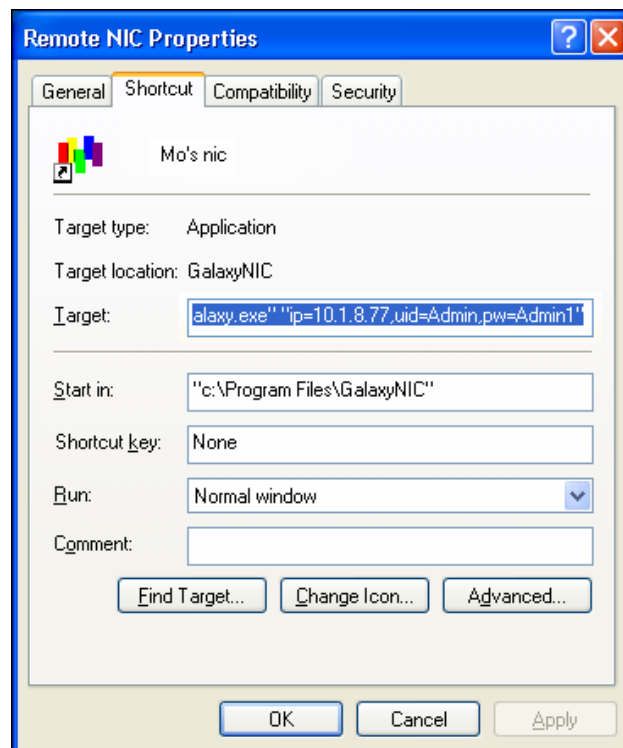 Remote NIC Properties
General Shortcut Compatibility Security
Mo's nic
Target type: Application
Target location: GalaxyNIC
Target: alaxy.exe" "ip=10.1.8.77,uid=Admin,pw=Admin1"
Start in: "c:\Program Files\GalaxyNIC"
Shortcut key: None
Run: Normal window
Comment:
Find Target... Change Icon... Advanced...
OK Cancel Apply